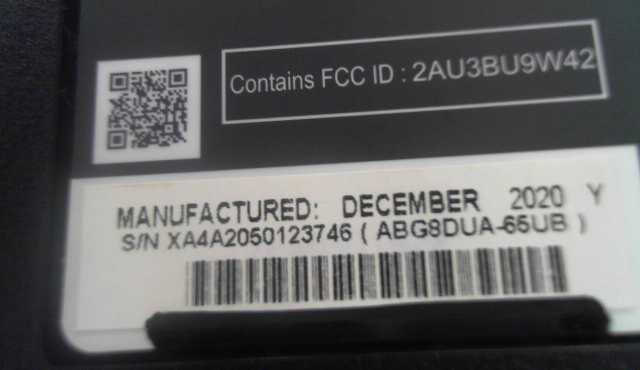 Contains FCC ID : 2AU3BU9W42
MANUFACTURED: DECEMBER 2020 Y
S/N XA4A2050123746 ( ABG8DUA-65UB )